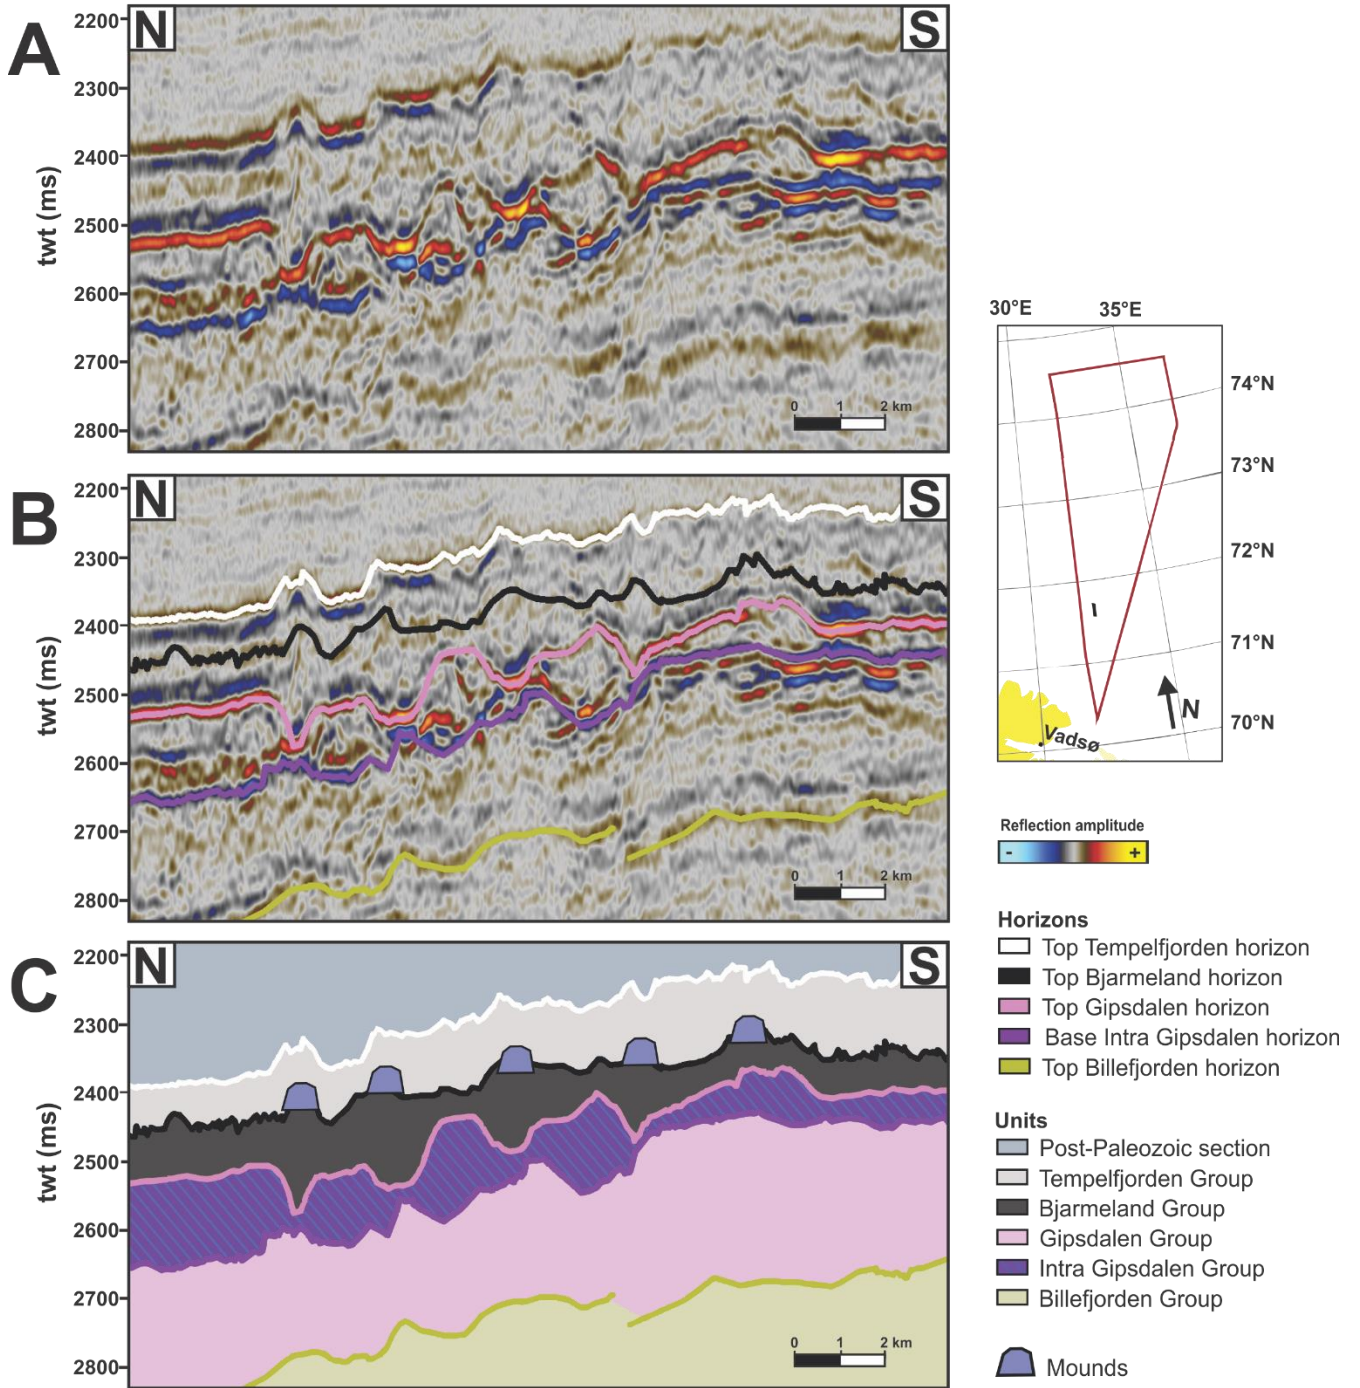 A
N
S
2200
2300
2400
2500
2600
2700
2800
twt (ms)
0 1 2 km
B
N
S
2200
2300
2400
2500
2600
2700
2800
twt (ms)
0 1 2 km
C
N
S
2200
2300
2400
2500
2600
2700
2800
twt (ms)
0 1 2 km
30°E 35°E
74°N
73°N
72°N
71°N
70°N
N
Vadsø
Reflection amplitude
- +
Horizons
Top Tempelfjorden horizon
Top Bjarmeland horizon
Top Gipsdalen horizon
Base Intra Gipsdalen horizon
Top Billefjorden horizon
Units
Post-Paleozoic section
Tempelfjorden Group
Bjarmeland Group
Gipsdalen Group
Intra Gipsdalen Group
Billefjorden Group
Mounds